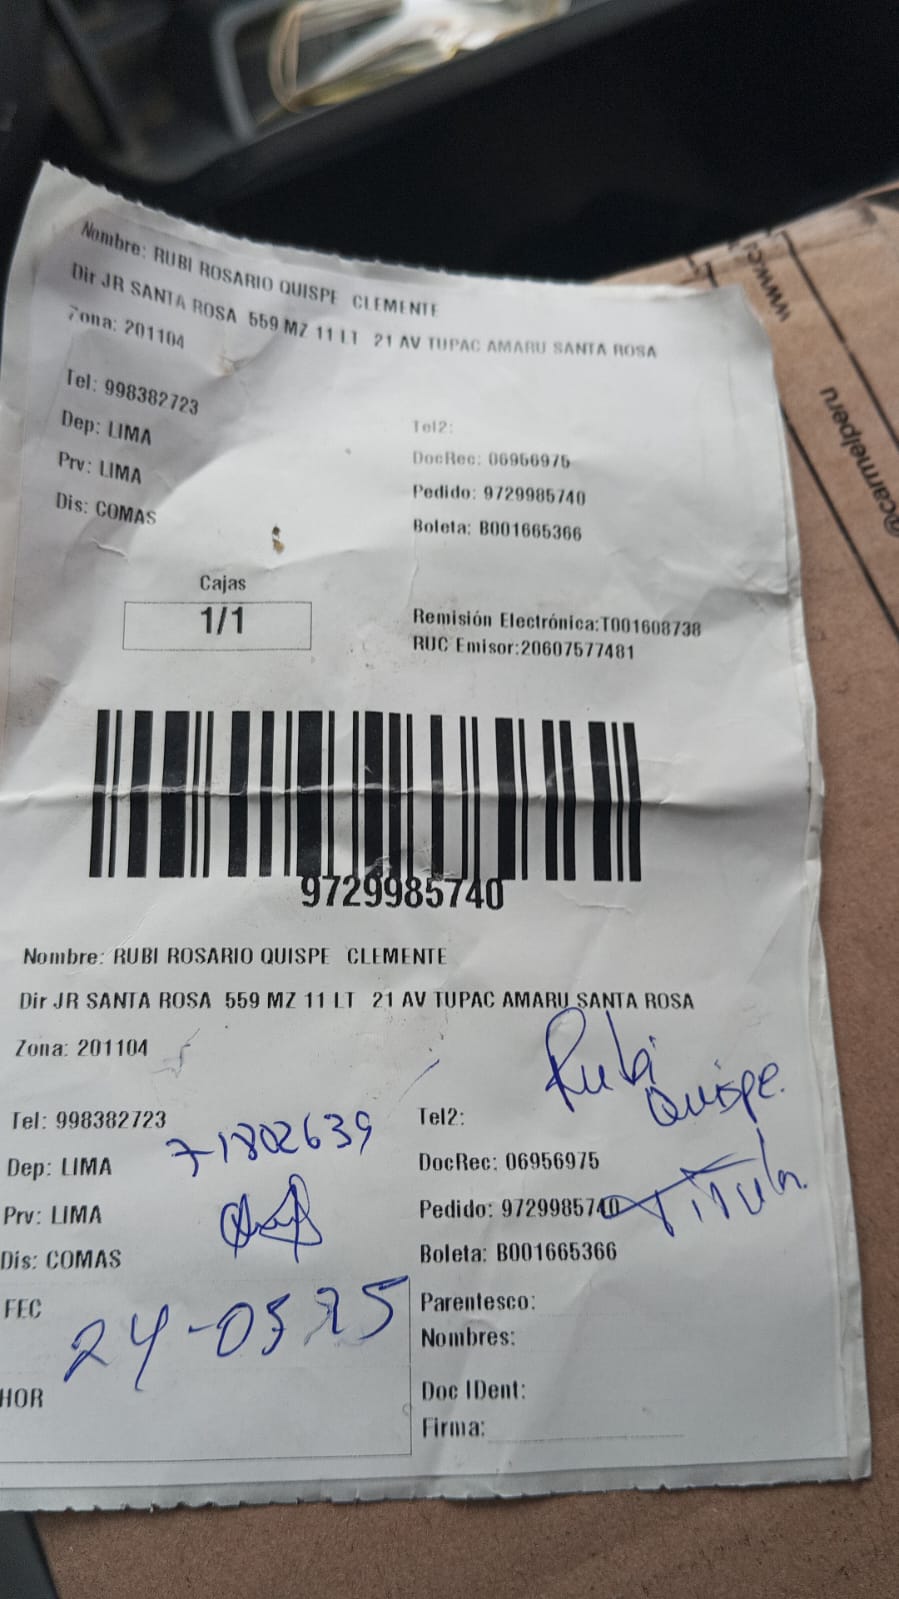 Nombre: RUBI ROSARIO QUISPE CLEMENTE
Dir JR SANTA ROSA 559 MZ 11 LT 21 AV TUPAC AMARU SANTA ROSA
Zona: 201104
Tel: 998382723
Tel2:
Dep: LIMA
DocRec: 06956975
Prv: LIMA
Pedido: 9729985740
Dis: COMAS
Boleta: B001665366
Cajas
1/1
Remisión Electrónica:T001608738
RUC Emisor:20607577481
9729985740
Nombre: RUBI ROSARIO QUISPE CLEMENTE
Dir JR SANTA ROSA 559 MZ 11 LT 21 AV TUPAC AMARU SANTA ROSA
Zona: 201104
Rubi
Quispe.
Tel: 998382723
Tel2:
71802639
Dep: LIMA
DocRec: 06956975
Prv: LIMA
Pedido: 9729985740
Titular.
Dis: COMAS
Boleta: B001665366
FEC
24-05 25
Parentesco:
Nombres:
HOR
Doc IDent:
Firma:
@carmelperu